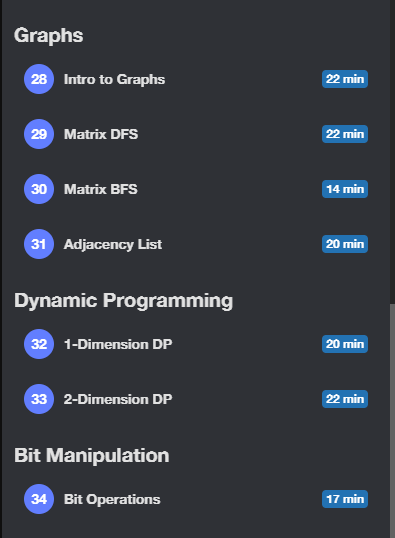 Graphs
28 Intro to Graphs 22 min
29 Matrix DFS 22 min
30 Matrix BFS 14 min
31 Adjacency List 20 min
Dynamic Programming
32 1-Dimension DP 20 min
33 2-Dimension DP 22 min
Bit Manipulation
34 Bit Operations 17 min